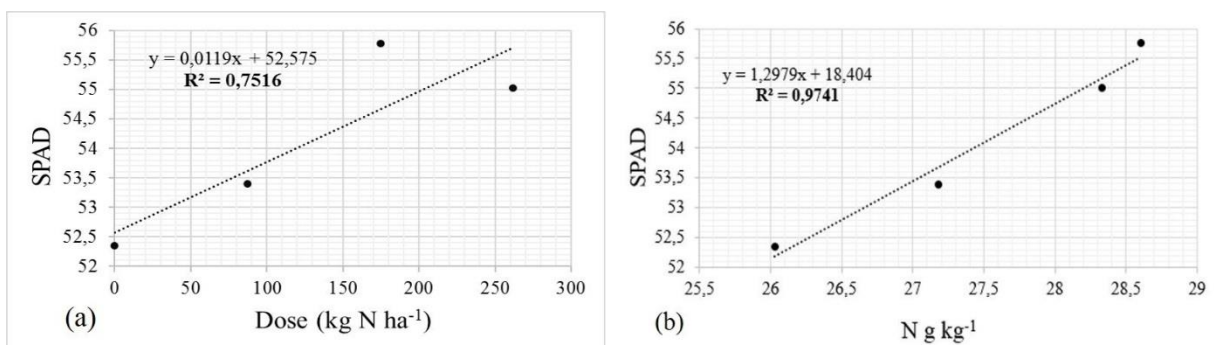 56
55,5
55
54,5
54
53,5
53
52,5
52
SPAD
y = 0,0119x + 52,575
R² = 0,7516
0 50 100 150 200 250 300
(a) Dose (kg N ha⁻¹)
56
55,5
55
54,5
54
53,5
53
52,5
52
SPAD
y = 1,2979x + 18,404
R² = 0,9741
25,5 26 26,5 27 27,5 28 28,5 29
(b) N g kg⁻¹